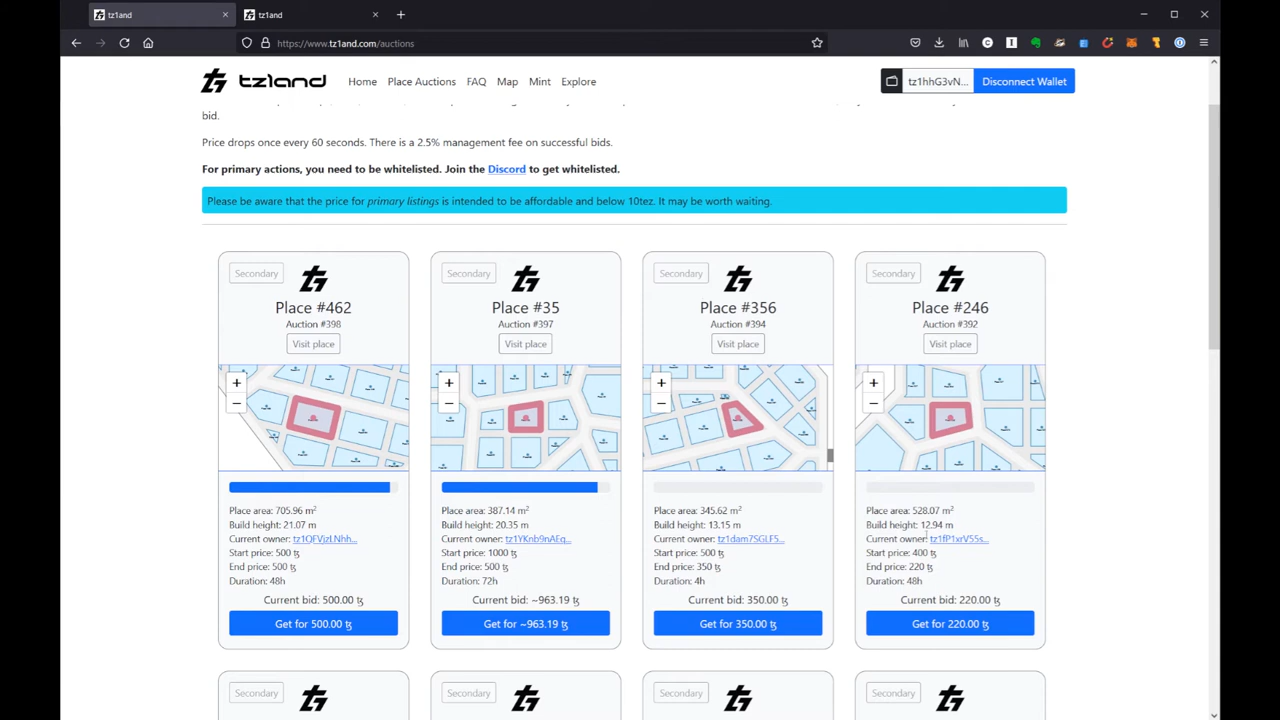 tz1and
tz1and
https://www.tz1and.com/auctions
tz1and
Home
Place Auctions
FAQ
Map
Mint
Explore
tz1hhG3vN...
Disconnect Wallet
bid.
Price drops once every 60 seconds. There is a 2.5% management fee on successful bids.
For primary actions, you need to be whitelisted. Join the Discord to get whitelisted.
Please be aware that the price for primary listings is intended to be affordable and below 10tez. It may be worth waiting.
Secondary
Place #462
Auction #398
Visit place
+
−
Place area: 705.96 m²
Build height: 21.07 m
Current owner: tz1QFVjzLNhh...
Start price: 500 ꜩ
End price: 500 ꜩ
Duration: 48h
Current bid: 500.00 ꜩ
Get for 500.00 ꜩ
Secondary
Place #35
Auction #397
Visit place
+
−
Place area: 387.14 m²
Build height: 20.35 m
Current owner: tz1YKnb9nAEq...
Start price: 1000 ꜩ
End price: 500 ꜩ
Duration: 72h
Current bid: ~963.19 ꜩ
Get for ~963.19 ꜩ
Secondary
Place #356
Auction #394
Visit place
+
−
Place area: 345.62 m²
Build height: 13.15 m
Current owner: tz1dam7SGLF5...
Start price: 500 ꜩ
End price: 350 ꜩ
Duration: 4h
Current bid: 350.00 ꜩ
Get for 350.00 ꜩ
Secondary
Place #246
Auction #392
Visit place
+
−
Place area: 528.07 m²
Build height: 12.94 m
Current owner: tz1fP1xrV55s...
Start price: 400 ꜩ
End price: 220 ꜩ
Duration: 48h
Current bid: 220.00 ꜩ
Get for 220.00 ꜩ
Secondary
Secondary
Secondary
Secondary